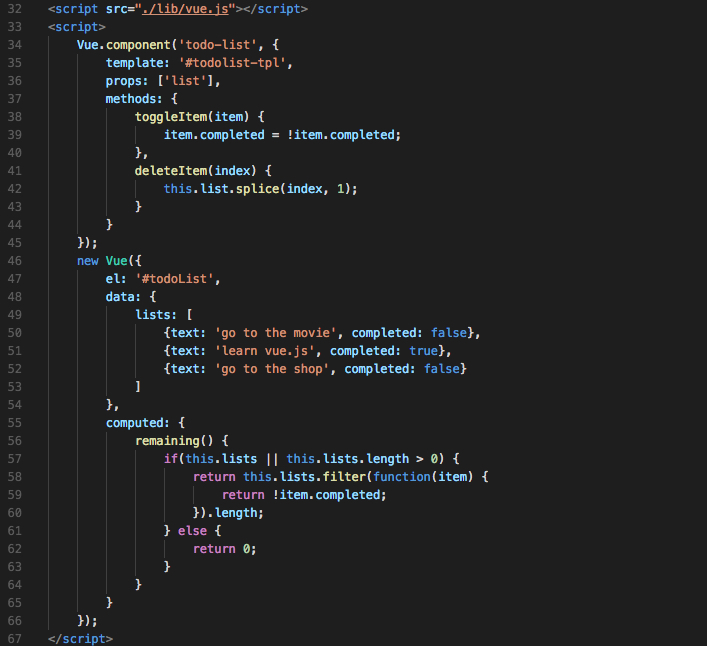 32 <script src="./lib/vue.js"></script>
33 <script>
34     Vue.component('todo-list', {
35         template: '#todolist-tpl',
36         props: ['list'],
37         methods: {
38             toggleItem(item) {
39                 item.completed = !item.completed;
40             },
41             deleteItem(index) {
42                 this.list.splice(index, 1);
43             }
44         }
45     });
46     new Vue({
47         el: '#todoList',
48         data: {
49             lists: [
50                 {text: 'go to the movie', completed: false},
51                 {text: 'learn vue.js', completed: true},
52                 {text: 'go to the shop', completed: false}
53             ]
54         },
55         computed: {
56             remaining() {
57                 if(this.lists || this.lists.length > 0) {
58                     return this.lists.filter(function(item) {
59                         return !item.completed;
60                     }).length;
61                 } else {
62                     return 0;
63                 }
64             }
65         }
66     });
67 </script>